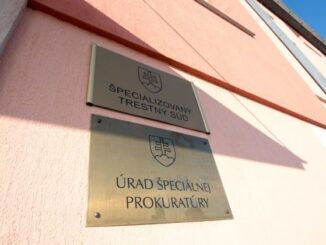 ŠPECIALIZOVANÝ
TRESTNÝ SÚD
ÚRAD ŠPECIÁLNEJ
PROKURATÚRY